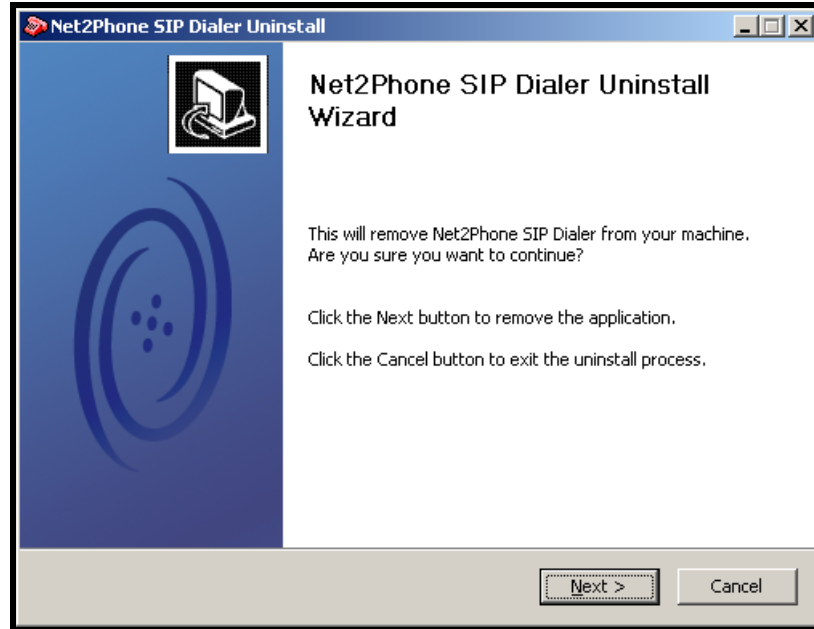 Net2Phone SIP Dialer Uninstall
Net2Phone SIP Dialer Uninstall
Wizard
This will remove Net2Phone SIP Dialer from your machine.
Are you sure you want to continue?
Click the Next button to remove the application.
Click the Cancel button to exit the uninstall process.
Next >
Cancel